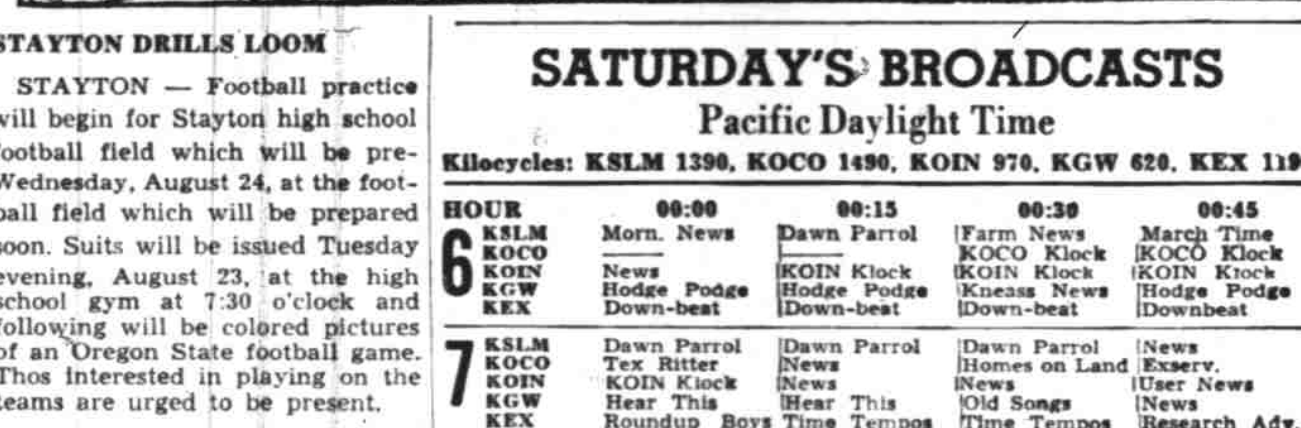 STAYTON DRILLS LOOM
STAYTON — Football practice
will begin for Stayton high school
football field which will be pre-
Wednesday, August 24, at the foot-
ball field which will be prepared
soon. Suits will be issued Tuesday
evening, August 23, at the high
school gym at 7:30 o'clock and
following will be colored pictures
of an Oregon State football game.
Thos interested in playing on the
teams are urged to be present.
SATURDAY'S BROADCASTS
Pacific Daylight Time
Kilocycles: KSLM 1390, KOCO 1490, KOIN 970, KGW 620, KEX 119
HOUR 00:00 00:15 00:30 00:45
6 KSLM Morn. News Dawn Parrol Farm News March Time
KOCO —— —— KOCO Klock KOCO Klock
KOIN News KOIN Klock KOIN Klock KOIN Klock
KGW Hodge Podge Hodge Podge Kneass News Hodge Podge
KEX Down-beat Down-beat Down-beat Downbeat
7 KSLM Dawn Parrol Dawn Parrol Dawn Parrol News
KOCO Tex Ritter News Homes on Land Exserv.
KOIN KOIN Klock News News User News
KGW Hear This Hear This Old Songs News
KEX Roundup Boys Time Tempos Time Tempos Research Adv.